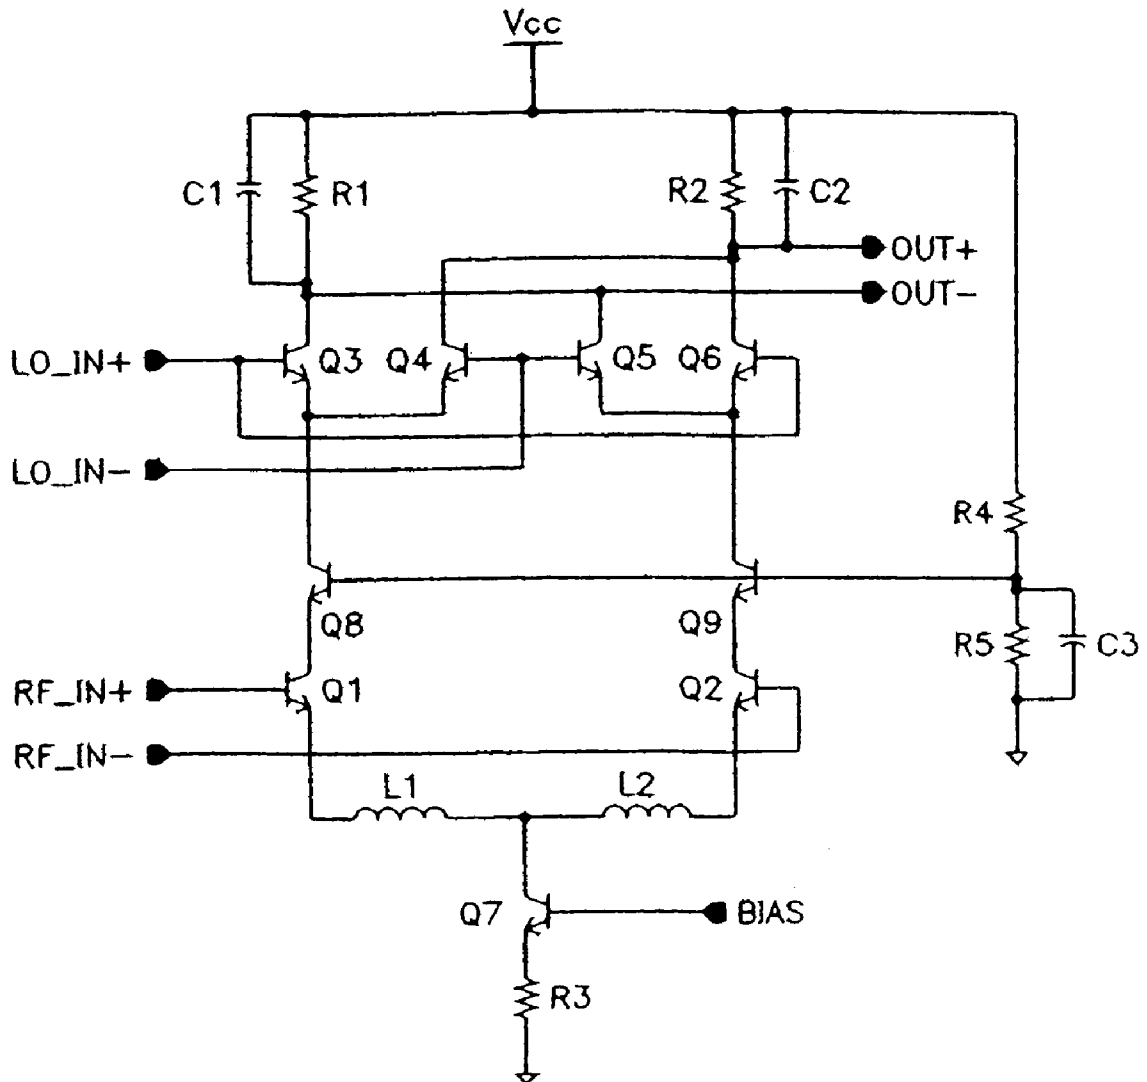 Vcc
C1
R1
R2
C2
OUT+
OUT-
LO_IN+
Q3
Q4
Q5
Q6
LO_IN-
R4
Q8
Q9
R5
C3
RF_IN+
Q1
Q2
RF_IN-
L1
L2
Q7
BIAS
R3